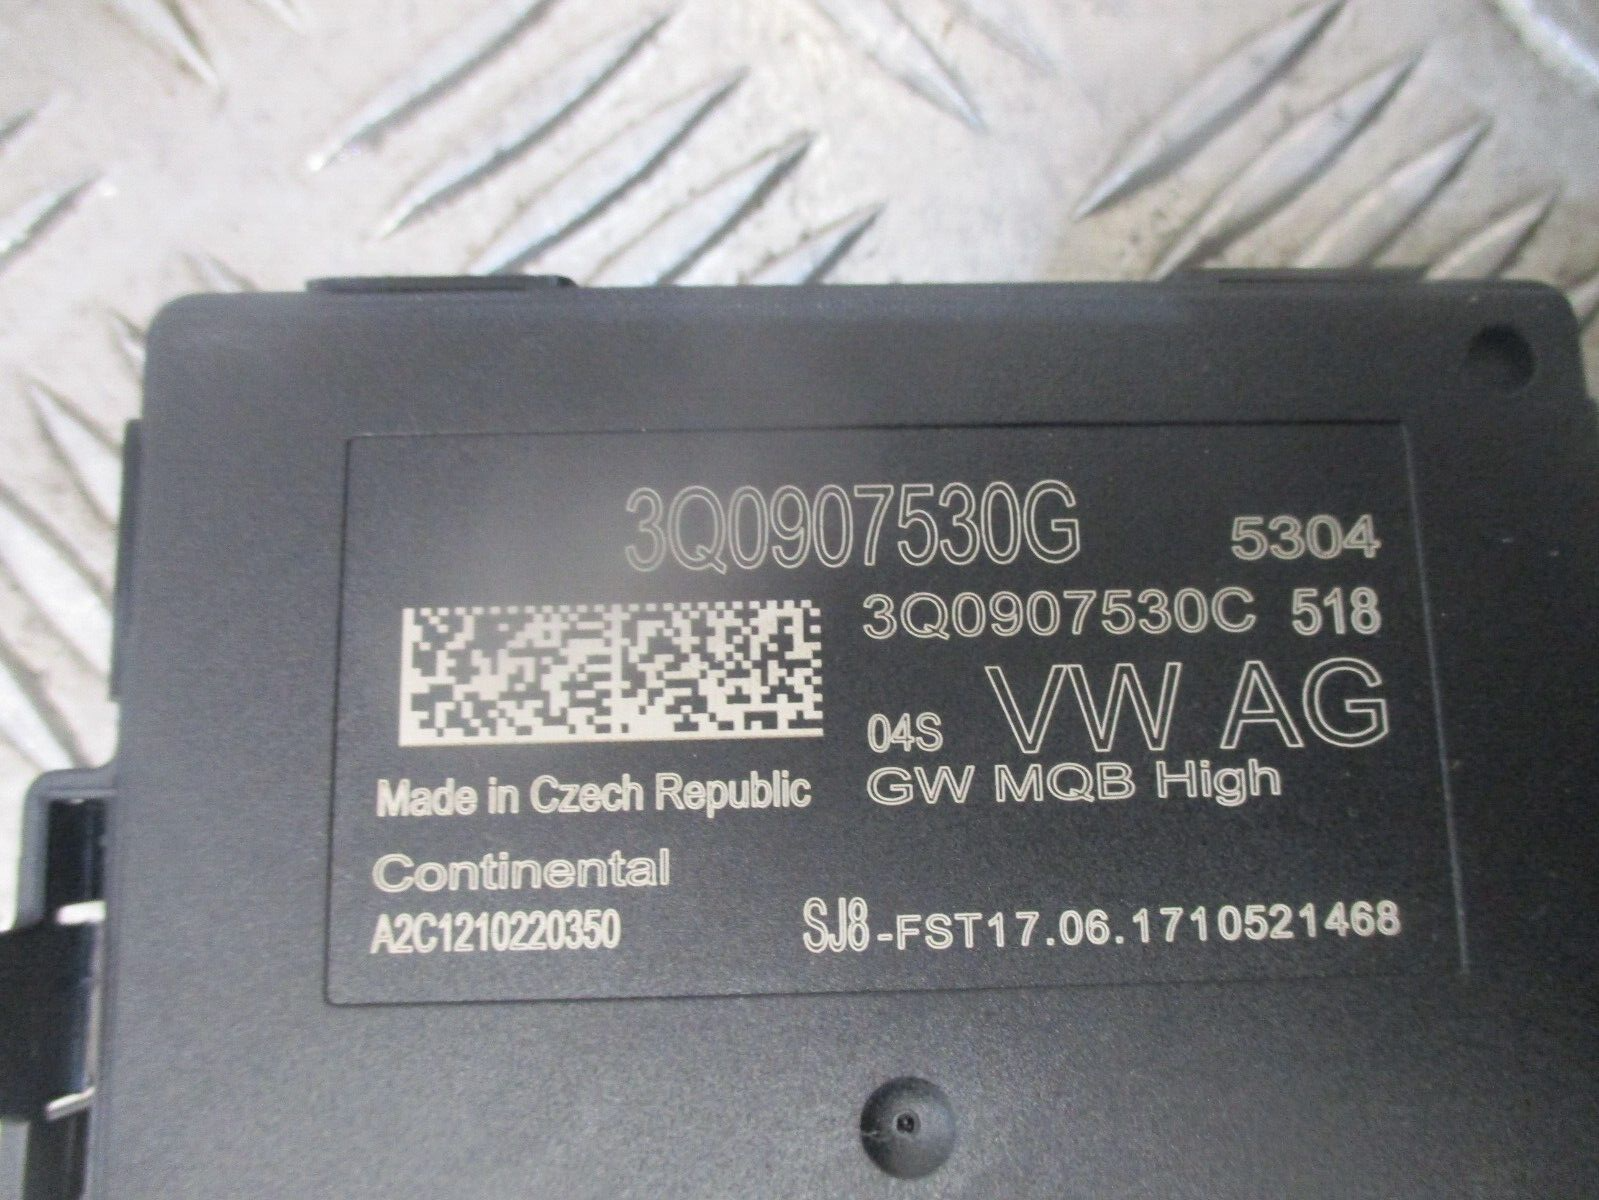 3Q0907530G 5304
3Q0907530C 518
04S VW AG
GW MQB High
Made in Czech Republic
Continental
A2C1210220350 SJ8-FST17.06.1710521468